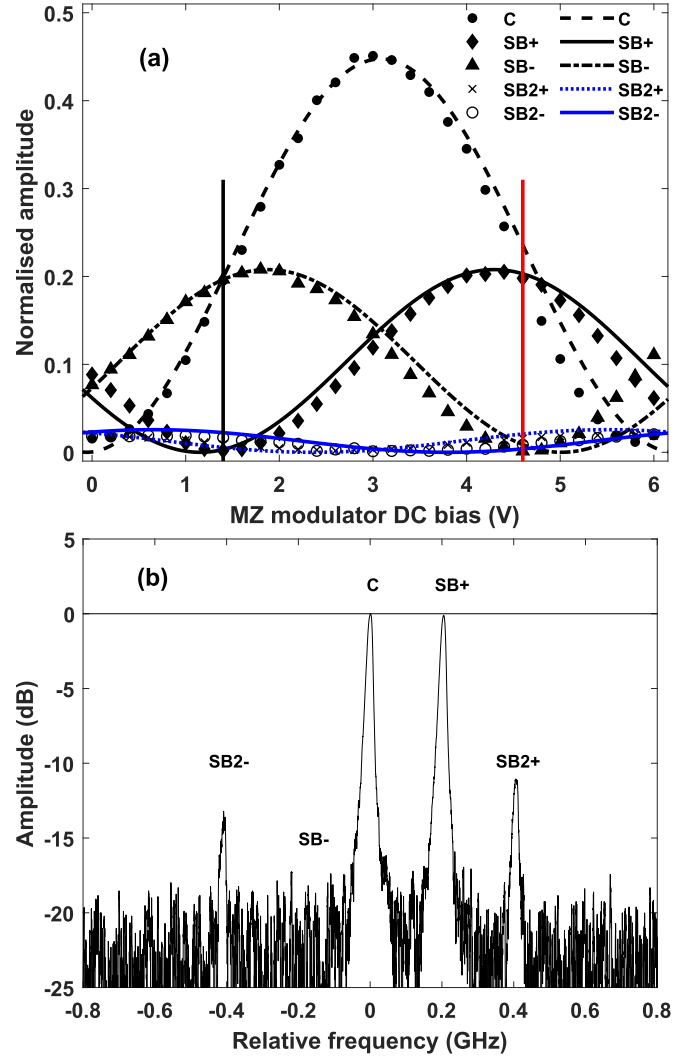 (a)
C C
SB+ SB+
SB- SB-
SB2+ SB2+
SB2- SB2-
0.5
0.4
0.3
0.2
0.1
0
Normalised amplitude
0 1 2 3 4 5 6
MZ modulator DC bias (V)
(b)
C SB+
SB2- SB2+
SB-
5
0
-5
-10
-15
-20
-25
Amplitude (dB)
-0.8 -0.6 -0.4 -0.2 0 0.2 0.4 0.6 0.8
Relative frequency (GHz)